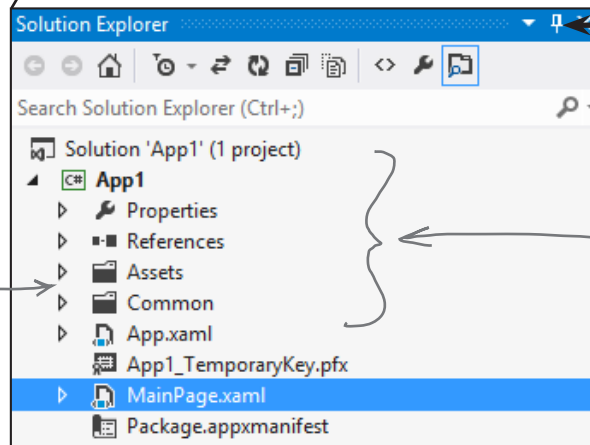 Solution Explorer
Search Solution Explorer (Ctrl+;)
Solution 'App1' (1 project)
C# App1
Properties
References
Assets
Common
App.xaml
App1_TemporaryKey.pfx
MainPage.xaml
Package.appxmanifest